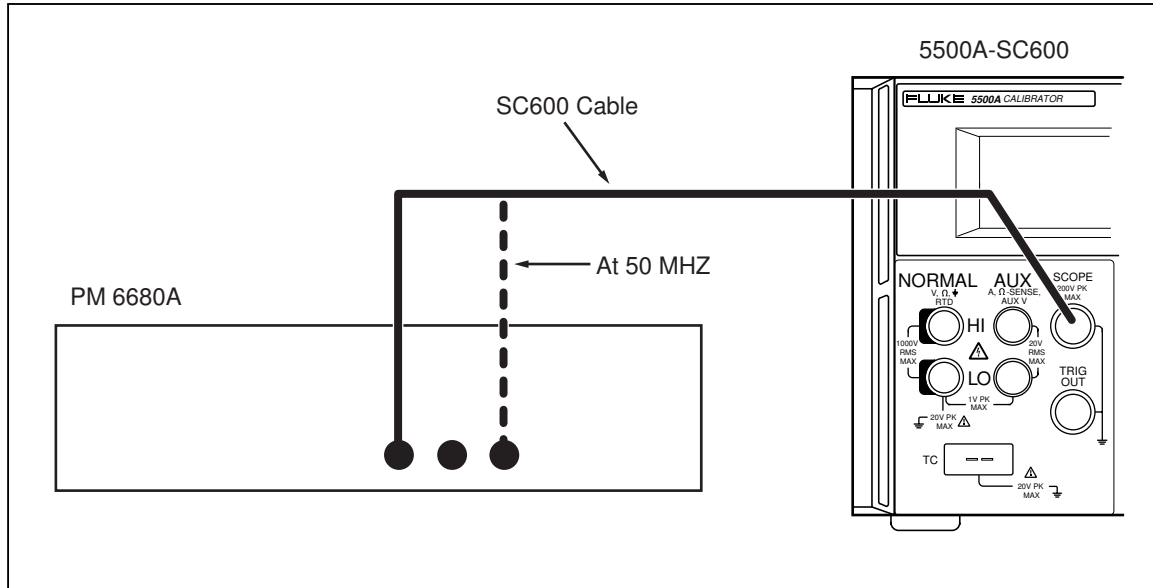 5500A-SC600
FLUKE 5500A CALIBRATOR
SC600 Cable
At 50 MHZ
PM 6680A
NORMAL
V, Ω,
RTD
AUX
A, Ω-SENSE,
AUX V
SCOPE
200V PK
MAX
HI
1000V
RMS
MAX
20V
RMS
MAX
LO
TRIG
OUT
1V PK
MAX
20V PK
MAX
TC
20V PK
MAX